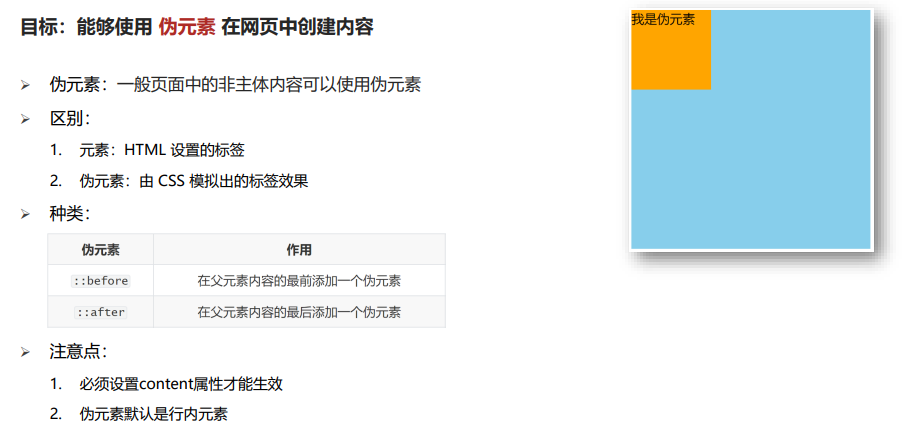 目标：能够使用 伪元素 在网页中创建内容
伪元素：一般页面中的非主体内容可以使用伪元素
区别：
1. 元素：HTML 设置的标签
2. 伪元素：由 CSS 模拟出的标签效果
种类：
伪元素 作用
::before 在父元素内容的最前添加一个伪元素
::after 在父元素内容的最后添加一个伪元素
注意点：
1. 必须设置content属性才能生效
2. 伪元素默认是行内元素
我是伪元素